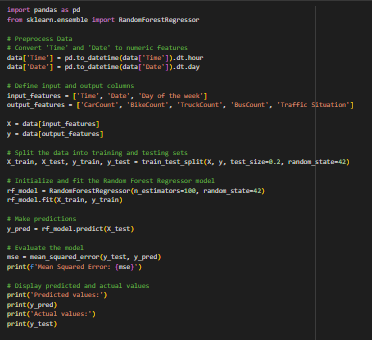 import pandas as pd
from sklearn.ensemble import RandomForestRegressor
# Preprocess Data
# Convert 'Time' and 'Date' to numeric features
data['Time'] = pd.to_datetime(data['Time']).dt.hour
data['Date'] = pd.to_datetime(data['Date']).dt.day
# Define input and output columns
input_features = ['Time', 'Date', 'Day of the week']
output_features = ['CarCount', 'BikeCount', 'TruckCount', 'BusCount', 'Traffic Situation']
X = data[input_features]
y = data[output_features]
# Split the data into training and testing sets
X_train, X_test, y_train, y_test = train_test_split(X, y, test_size=0.2, random_state=42)
# Initialize and fit the Random Forest Regressor model
rf_model = RandomForestRegressor(n_estimators=100, random_state=42)
rf_model.fit(X_train, y_train)
# Make predictions
y_pred = rf_model.predict(X_test)
# Evaluate the model
mse = mean_squared_error(y_test, y_pred)
print(f'Mean Squared Error: {mse}')
# Display predicted and actual values
print('Predicted values:')
print(y_pred)
print('Actual values:')
print(y_test)